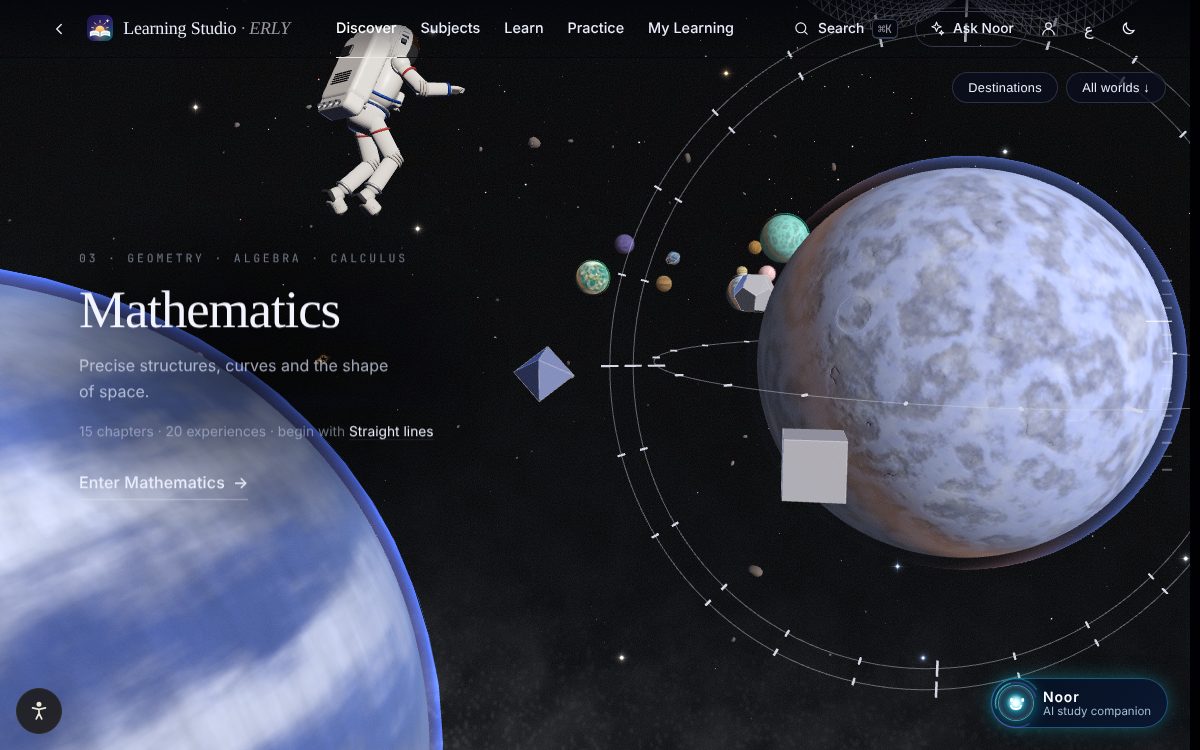 Learning Studio · ERLY
Discover
Subjects
Learn
Practice
My Learning
Search ⌘K
Ask Noor
ع
Destinations
All worlds ↓
03 · GEOMETRY · ALGEBRA · CALCULUS
Mathematics
Precise structures, curves and the shape
of space.
15 chapters · 20 experiences · begin with Straight lines
Enter Mathematics →
Noor
AI study companion